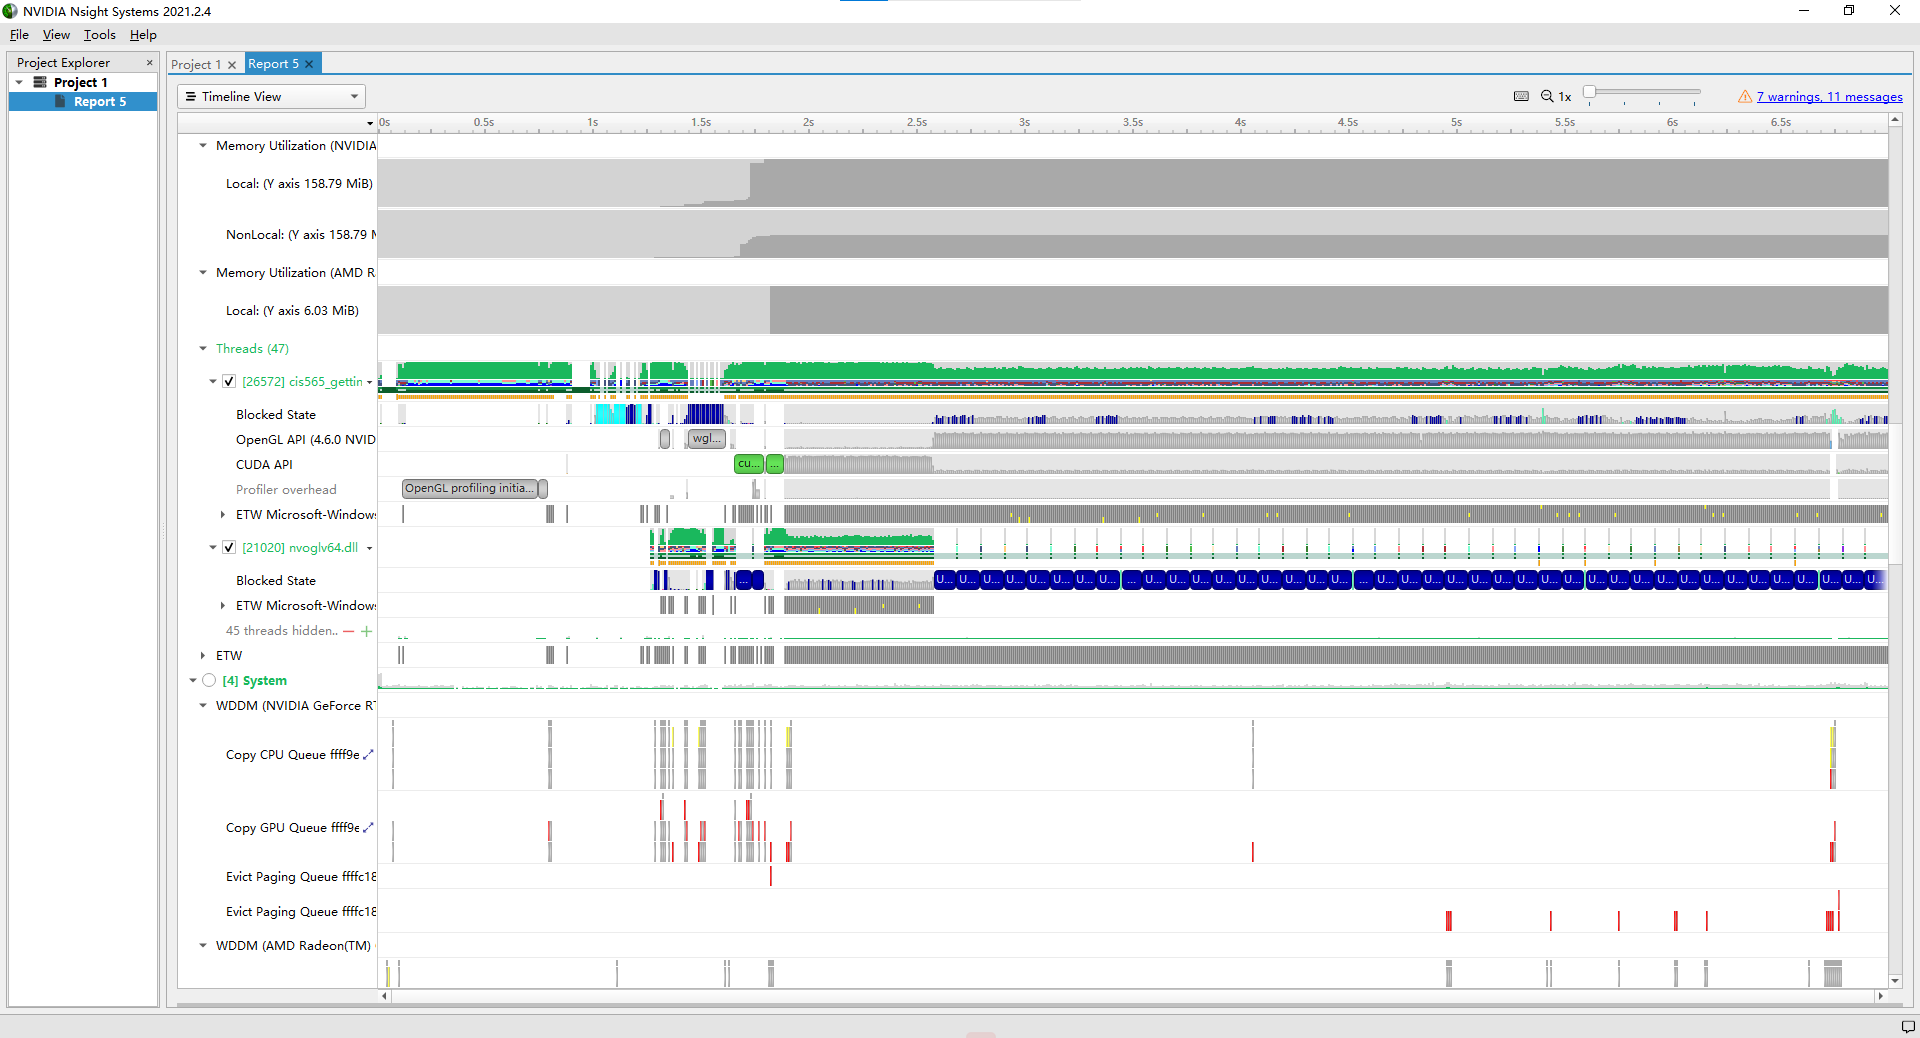 NVIDIA Nsight Systems 2021.2.4
File View Tools Help
Project Explorer
Project 1
Report 5
Project 1
Report 5
Timeline View
1x
7 warnings, 11 messages
0s 0.5s 1s 1.5s 2s 2.5s 3s 3.5s 4s 4.5s 5s 5.5s 6s 6.5s
Memory Utilization (NVIDIA
Local: (Y axis 158.79 MiB)
NonLocal: (Y axis 158.79 M
Memory Utilization (AMD R
Local: (Y axis 6.03 MiB)
Threads (47)
[26572] cis565_gettin
Blocked State
OpenGL API (4.6.0 NVID
wgl...
CUDA API
cu... ...
Profiler overhead
OpenGL profiling initia...
ETW Microsoft-Windows
[21020] nvoglv64.dll
Blocked State
... U... U... U... U... U... U... U... U... U... U... U... U... U... U... U... U... U... U... ... U... U... U... U... U... U... U... U... U... U... U... U... U... U... U... U... U... U... U... U... U...
ETW Microsoft-Windows
45 threads hidden..
ETW
[4] System
WDDM (NVIDIA GeForce RT
Copy CPU Queue ffff9e
Copy GPU Queue ffff9e
Evict Paging Queue ffffc18
Evict Paging Queue ffffc18
WDDM (AMD Radeon(TM)